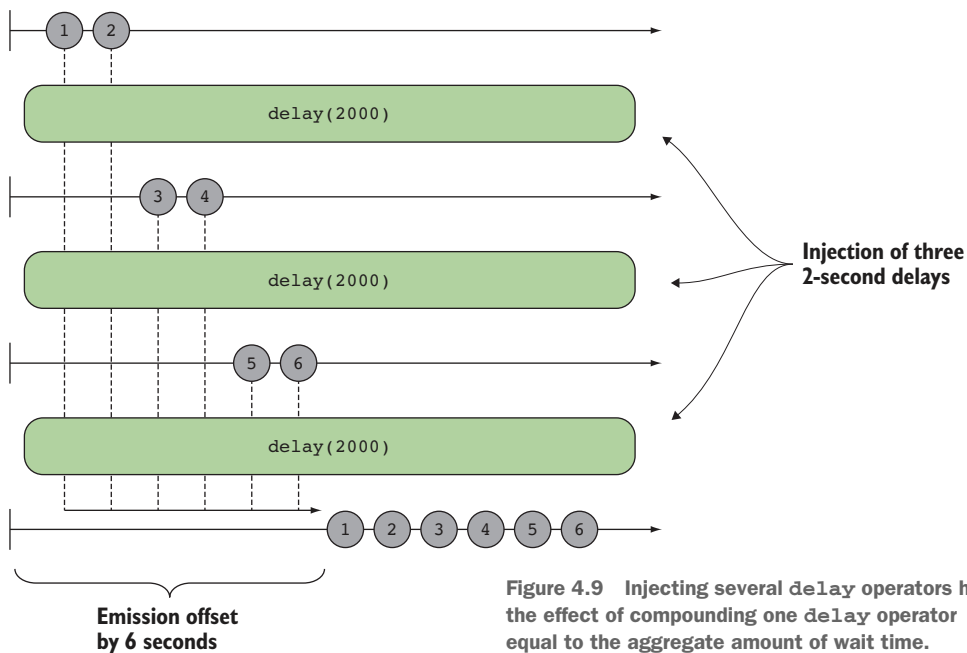 1 2
delay(2000)
3 4
delay(2000)
Injection of three
2-second delays
5 6
delay(2000)
1 2 3 4 5 6
Emission offset
by 6 seconds
Figure 4.9 Injecting several delay operators h
the effect of compounding one delay operator
equal to the aggregate amount of wait time.